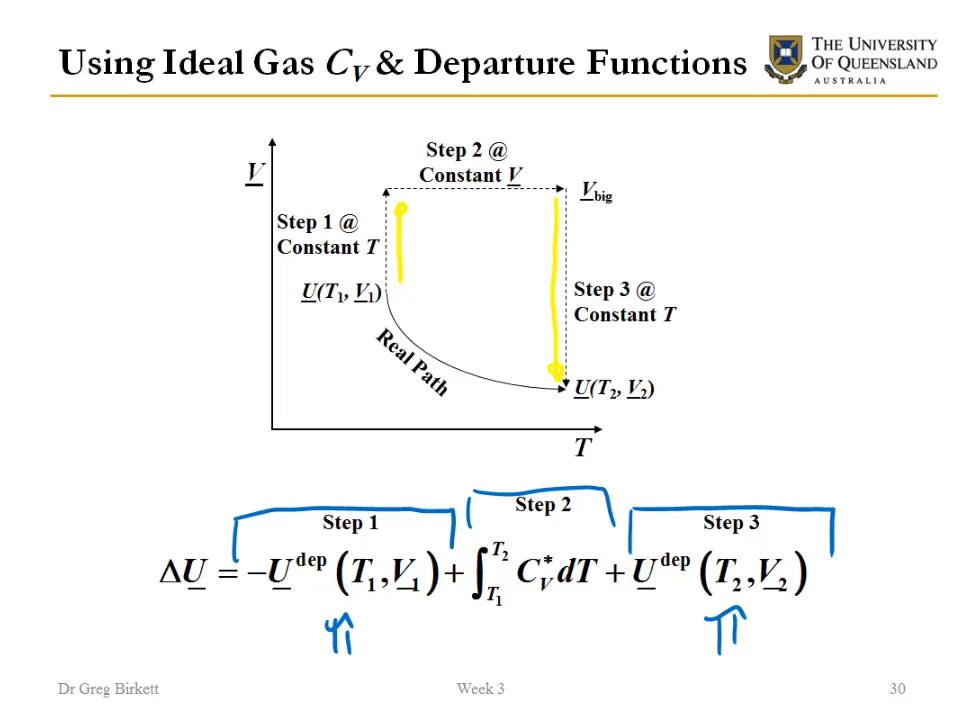 Using Ideal Gas C_V & Departure Functions
THE UNIVERSITY
OF QUEENSLAND
AUSTRALIA
V
Step 2 @
Constant V
V_big
Step 1 @
Constant T
U(T₁, V₁)
Step 3 @
Constant T
Real Path
U(T₂, V₂)
T
Step 1
Step 2
Step 3
ΔU = −U^dep (T₁, V₁) + ∫_{T₁}^{T₂} C_V^* dT + U^dep (T₂, V₂)
Dr Greg Birkett
Week 3
30